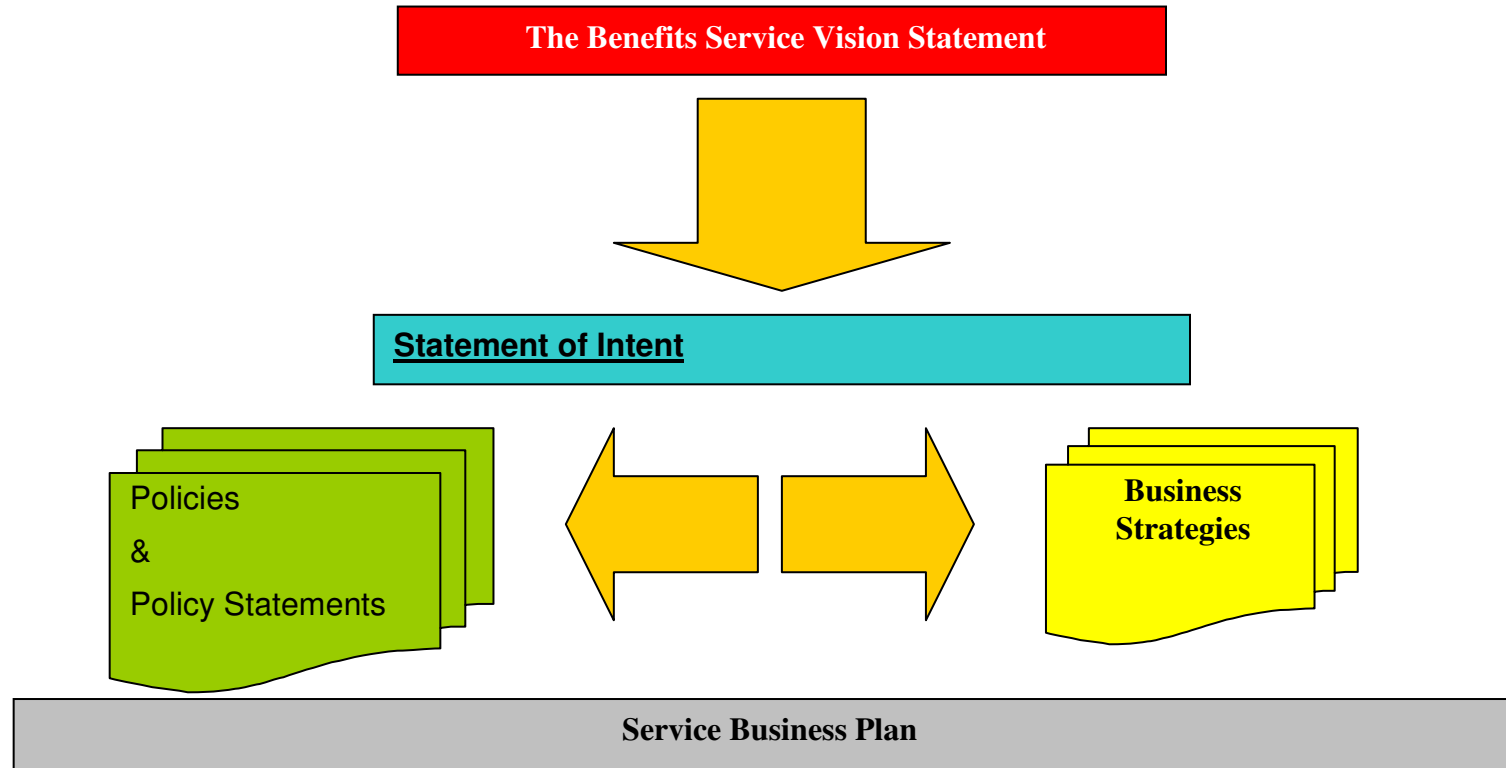 The Benefits Service Vision Statement
Statement of Intent
Policies
&
Policy Statements
Business
Strategies
Service Business Plan